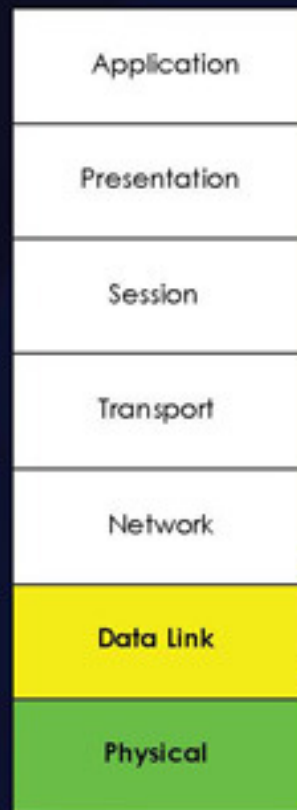 Application
Presentation
Session
Transport
Network
Data Link
Physical